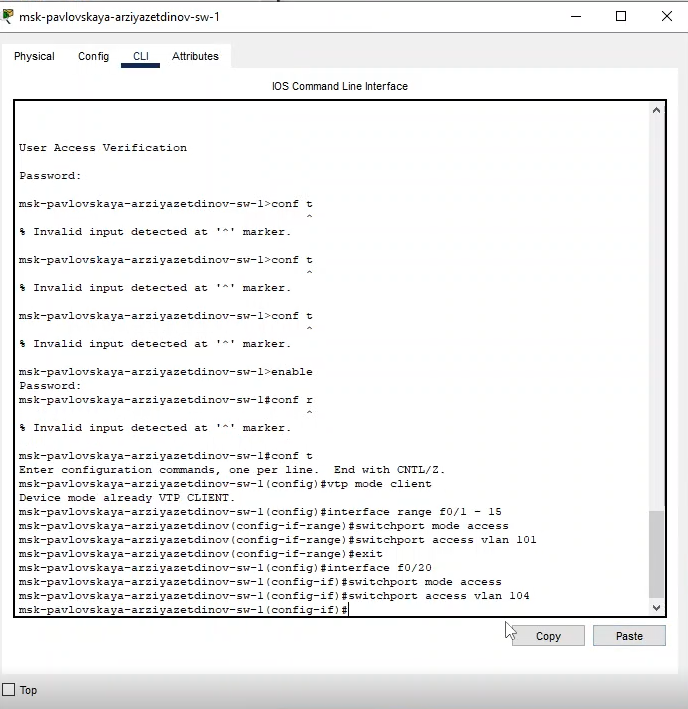 msk-pavlovskaya-arziyazetdinov-sw-1
Physical Config CLI Attributes
IOS Command Line Interface
User Access Verification
Password:
msk-pavlovskaya-arziyazetdinov-sw-1>conf t
^
% Invalid input detected at '^' marker.
msk-pavlovskaya-arziyazetdinov-sw-1>conf t
^
% Invalid input detected at '^' marker.
msk-pavlovskaya-arziyazetdinov-sw-1>conf t
^
% Invalid input detected at '^' marker.
msk-pavlovskaya-arziyazetdinov-sw-1>enable
Password:
msk-pavlovskaya-arziyazetdinov-sw-1#conf r
^
% Invalid input detected at '^' marker.
msk-pavlovskaya-arziyazetdinov-sw-1#conf t
Enter configuration commands, one per line.  End with CNTL/Z.
msk-pavlovskaya-arziyazetdinov-sw-1(config)#vtp mode client
Device mode already VTP CLIENT.
msk-pavlovskaya-arziyazetdinov-sw-1(config)#interface range f0/1 - 15
msk-pavlovskaya-arziyazetdinov(config-if-range)#switchport mode access
msk-pavlovskaya-arziyazetdinov(config-if-range)#switchport access vlan 101
msk-pavlovskaya-arziyazetdinov(config-if-range)#exit
msk-pavlovskaya-arziyazetdinov-sw-1(config)#interface f0/20
msk-pavlovskaya-arziyazetdinov-sw-1(config-if)#switchport mode access
msk-pavlovskaya-arziyazetdinov-sw-1(config-if)#switchport access vlan 104
msk-pavlovskaya-arziyazetdinov-sw-1(config-if)#
Copy Paste
Top